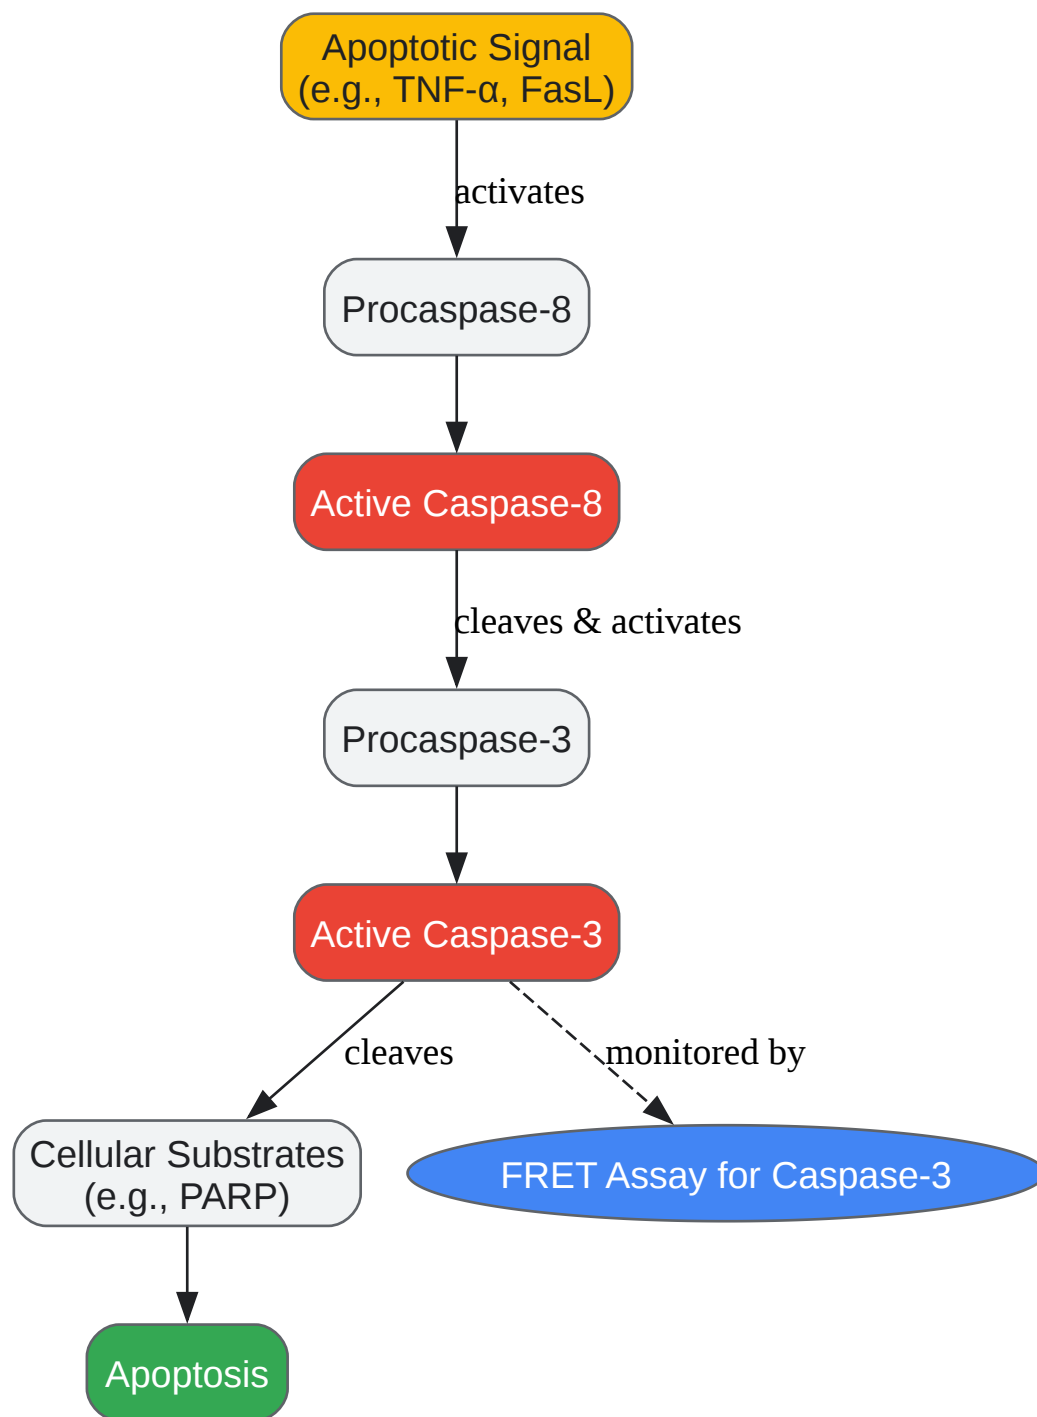 Apoptotic Signal
(e.g., TNF-α, FasL)
activates
Procaspase-8
Active Caspase-8
cleaves & activates
Procaspase-3
Active Caspase-3
cleaves
monitored by
Cellular Substrates
(e.g., PARP)
FRET Assay for Caspase-3
Apoptosis